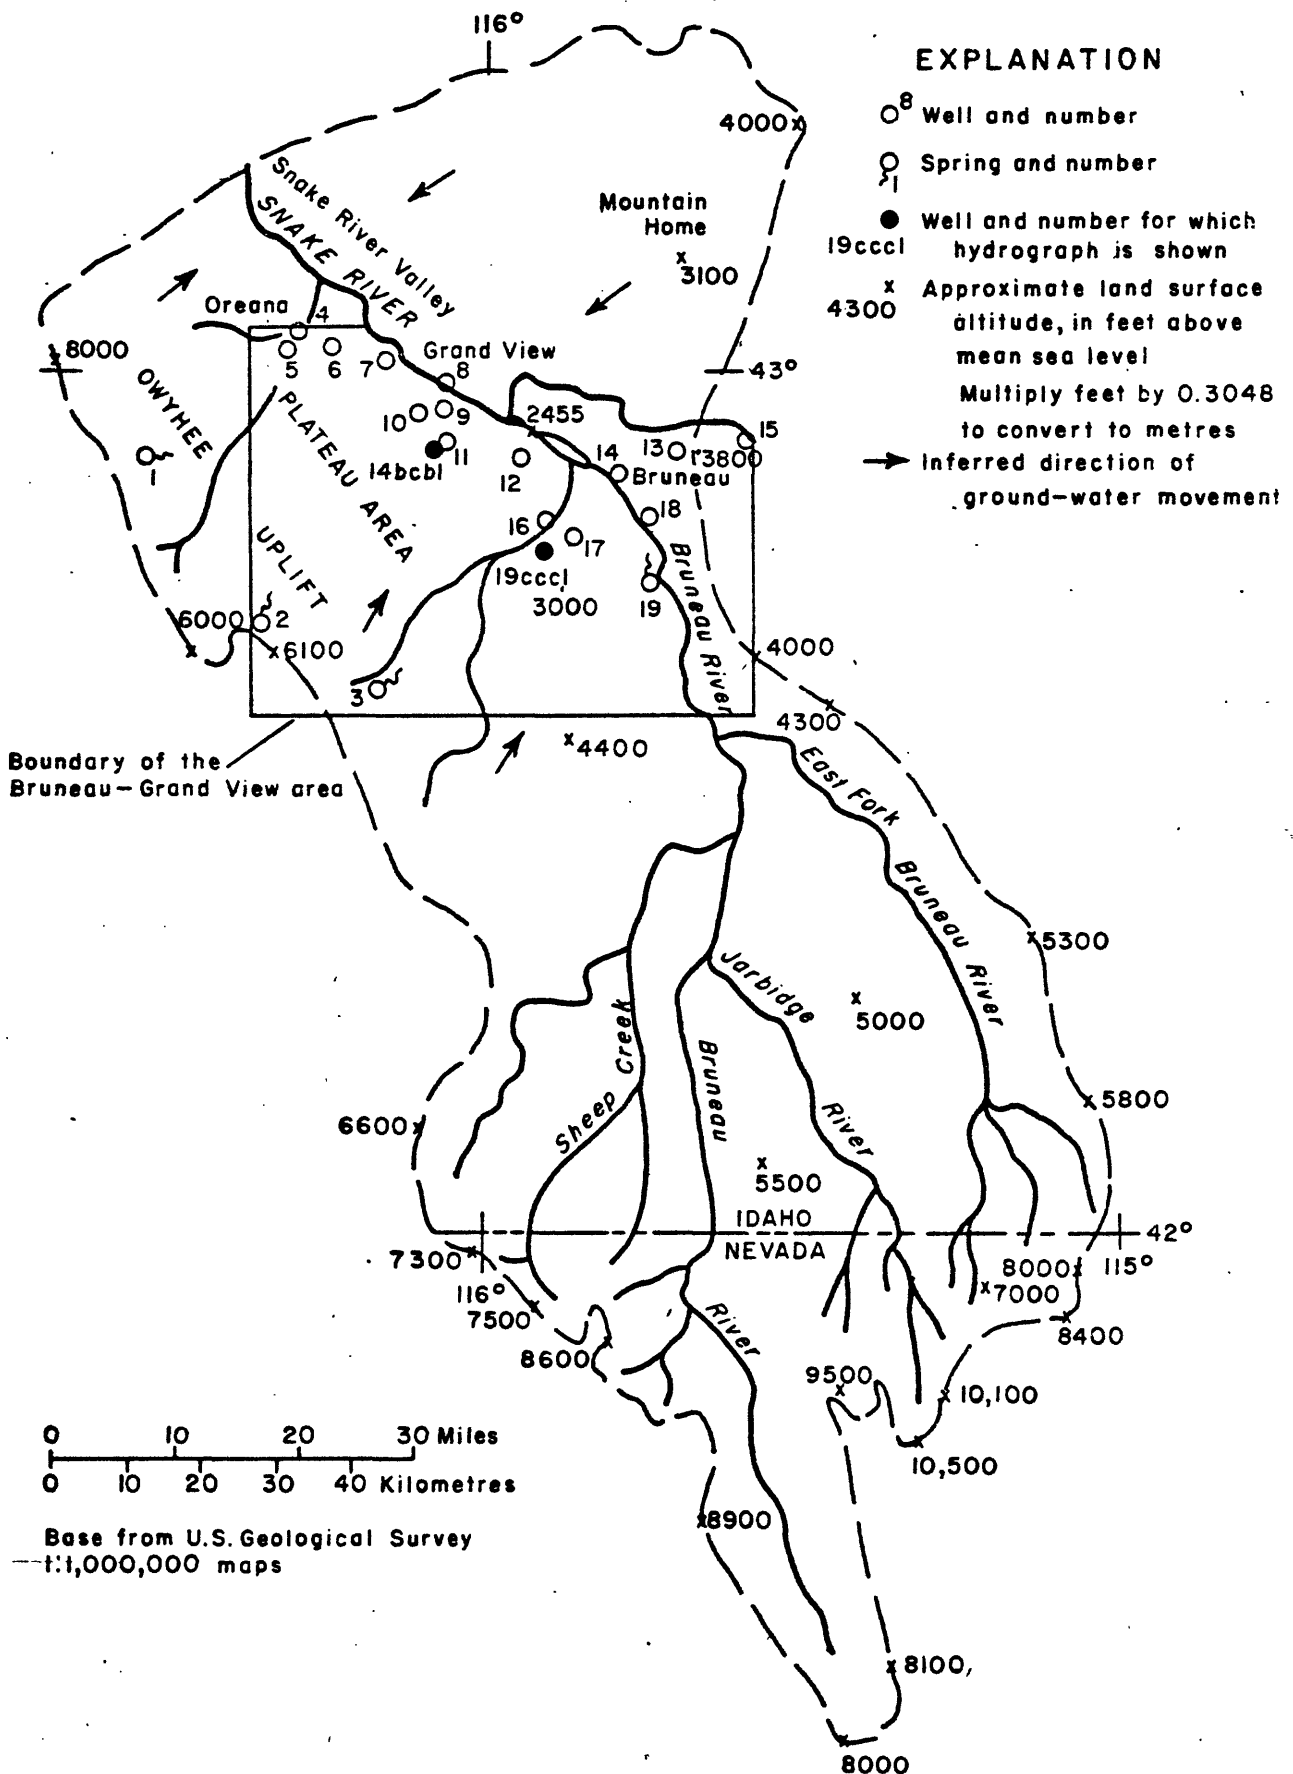 116°
EXPLANATION
8 Well and number
Spring and number
1
Well and number for which
19cccl hydrograph is shown
Approximate land surface
4300 altitude, in feet above
mean sea level
Multiply feet by 0.3048
to convert to metres
Inferred direction of
ground-water movement
4000
Snake River Valley
SNAKE RIVER
Mountain
Home
3100
Oreana
4
8000
5
6
7
Grand View
8
43°
OWYHEE
UPLIFT
PLATEAU AREA
10
9
2455
15
1
11
14bcbl
12
14
13
3800
Bruneau
16
18
17
19cccl
3000
19
Bruneau River
6000
2
6100
4000
3
4300
4400
Boundary of the
Bruneau-Grand View area
East Fork
Bruneau River
5300
Jarbidge
River
5000
Sheep Creek
Bruneau
River
5800
6600
5500
IDAHO
NEVADA
42°
7300
116°
8000
115°
7000
7500
8400
8600
9500
10,100
10,500
0 10 20 30 Miles
0 10 20 30 40 Kilometres
8900
Base from U.S. Geological Survey
1:1,000,000 maps
8100
8000